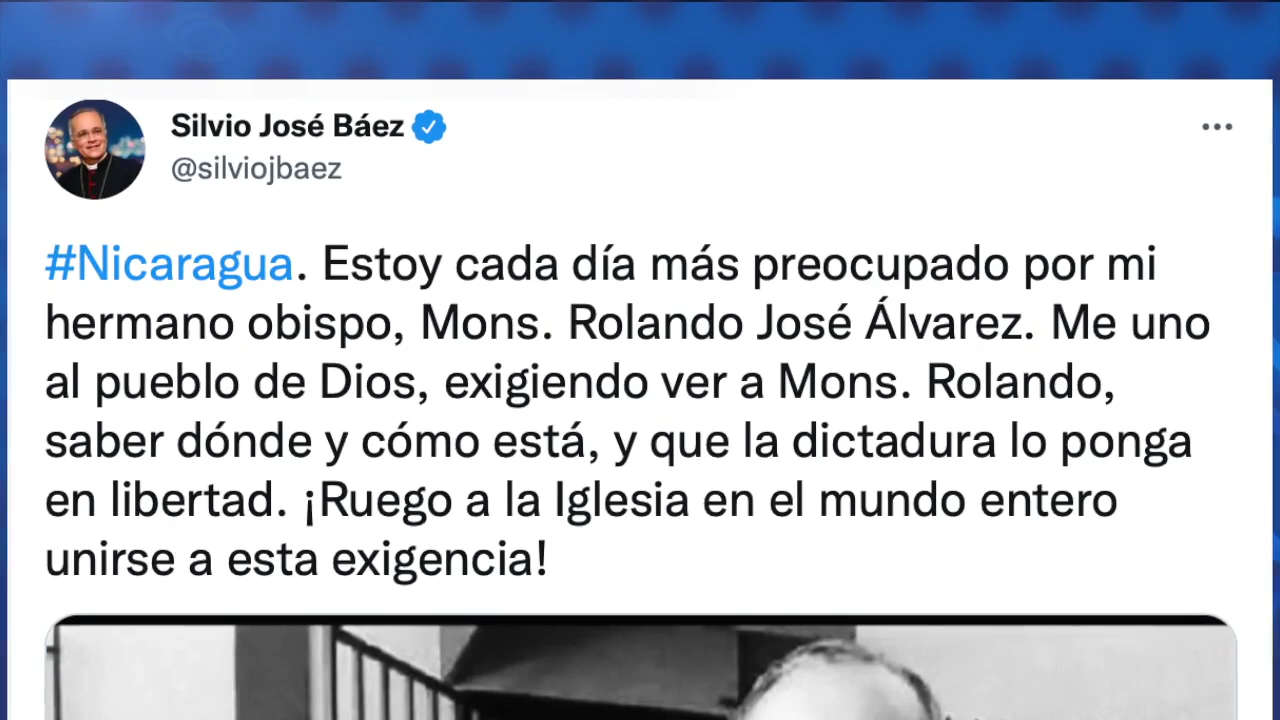 Silvio José Báez
@silviojbaez
#Nicaragua. Estoy cada día más preocupado por mi
hermano obispo, Mons. Rolando José Álvarez. Me uno
al pueblo de Dios, exigiendo ver a Mons. Rolando,
saber dónde y cómo está, y que la dictadura lo ponga
en libertad. ¡Ruego a la Iglesia en el mundo entero
unirse a esta exigencia!